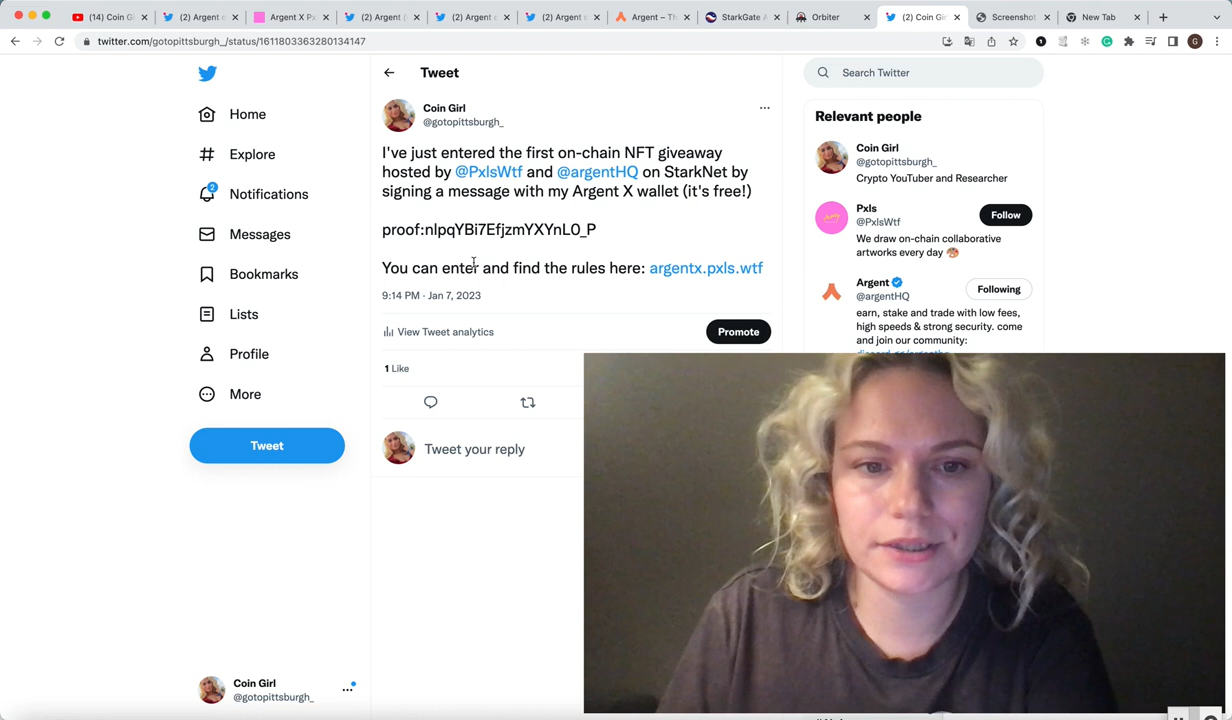 (14) Coin Gi
(2) Argent
Argent X Px
(2) Argent
(2) Argent
(2) Argent
Argent – Th
StarkGate
Orbiter
(2) Coin Gir
Screenshot
New Tab
twitter.com/gotopittsburgh_/status/1611803363280134147
G
Home
Explore
2
Notifications
Messages
Bookmarks
Lists
Profile
More
Tweet
Coin Girl
@gotopittsburgh_
Tweet
Coin Girl
@gotopittsburgh_
I've just entered the first on-chain NFT giveaway
hosted by @PxlsWtf and @argentHQ on StarkNet by
signing a message with my Argent X wallet (it's free!)
proof:nlpqYBi7EfjzmYXYnL0_P
You can enter and find the rules here: argentx.pxls.wtf
9:14 PM · Jan 7, 2023
View Tweet analytics
Promote
1 Like
Tweet your reply
Search Twitter
Relevant people
Coin Girl
@gotopittsburgh_
Crypto YouTuber and Researcher
Pxls
@PxlsWtf
Follow
We draw on-chain collaborative
artworks every day
Argent
@argentHQ
Following
earn, stake and trade with low fees,
high speeds & strong security. come
and join our community: